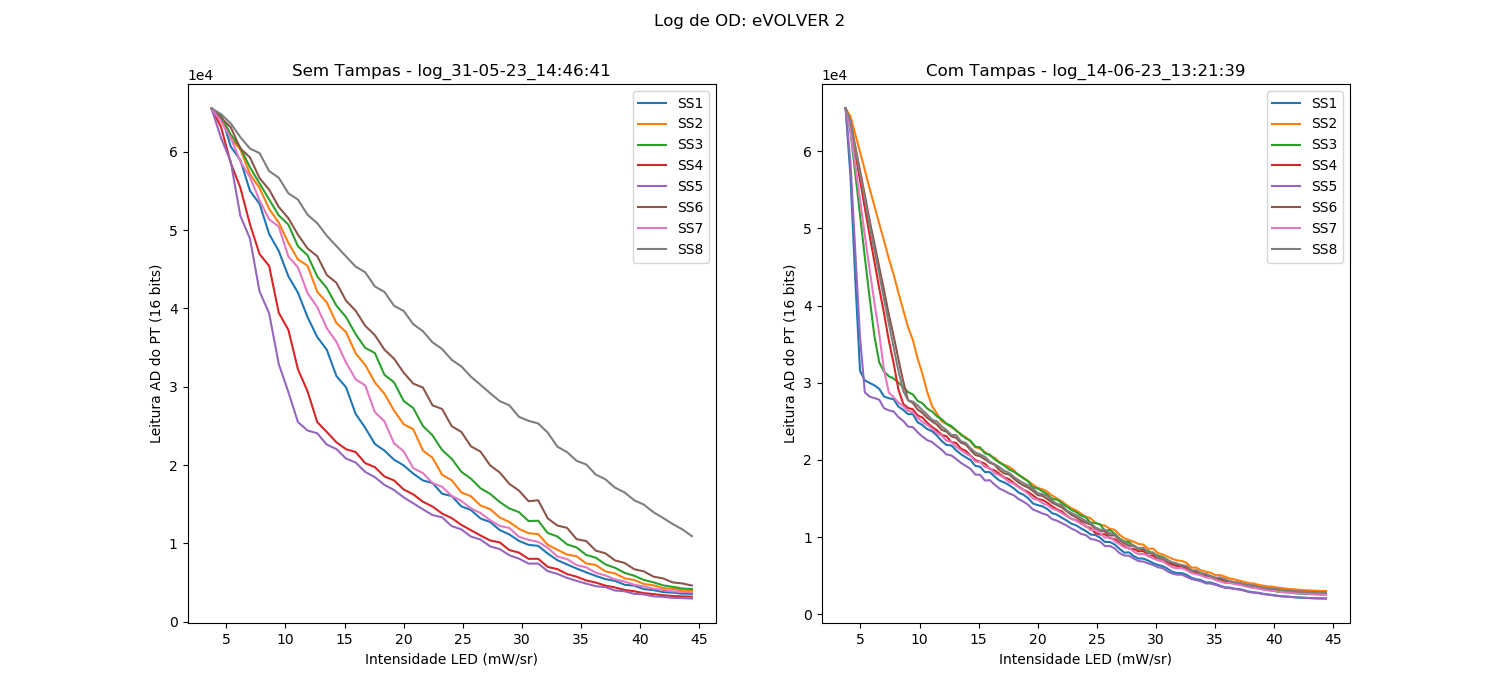 Log de OD: eVOLVER 2
Sem Tampas - log_31-05-23_14:46:41
1e4
SS1
SS2
SS3
SS4
SS5
SS6
SS7
SS8
6
5
4
3
2
1
0
Leitura AD do PT (16 bits)
5 10 15 20 25 30 35 40 45
Intensidade LED (mW/sr)
Com Tampas - log_14-06-23_13:21:39
1e4
SS1
SS2
SS3
SS4
SS5
SS6
SS7
SS8
6
5
4
3
2
1
0
Leitura AD do PT (16 bits)
5 10 15 20 25 30 35 40 45
Intensidade LED (mW/sr)